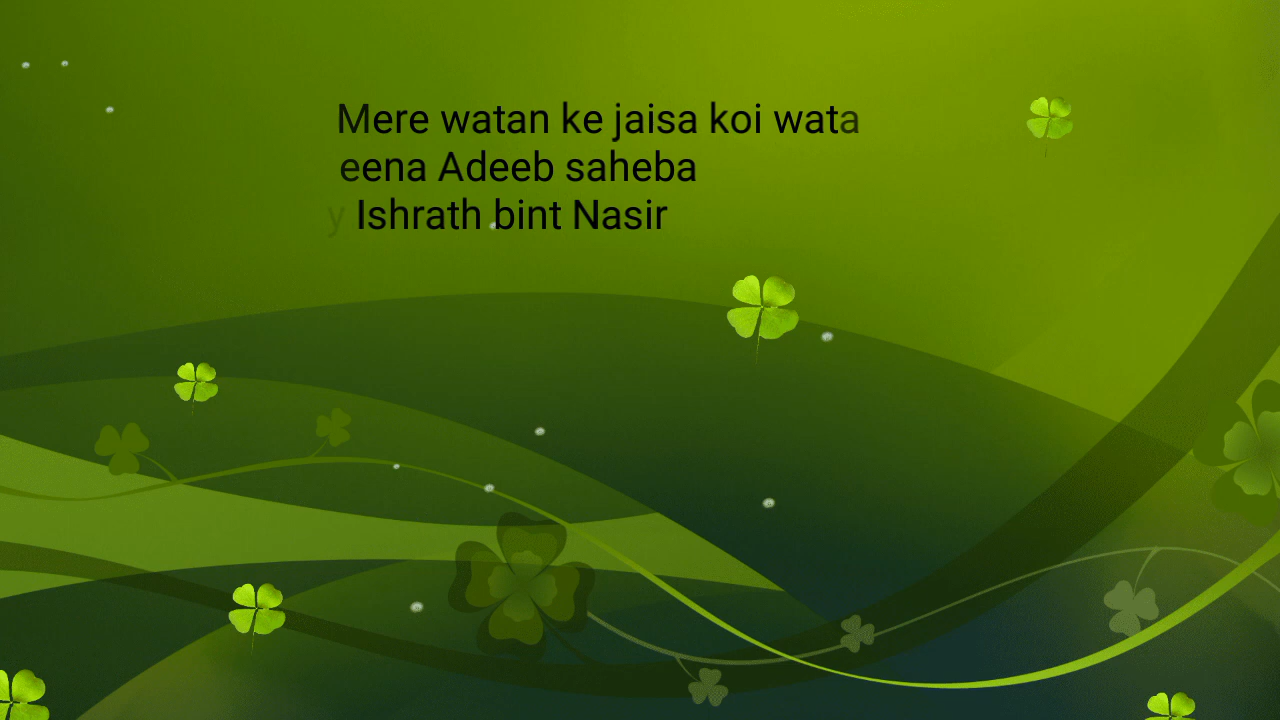 Mere watan ke jaisa koi wata
eena Adeeb saheba
y Ishrath bint Nasir